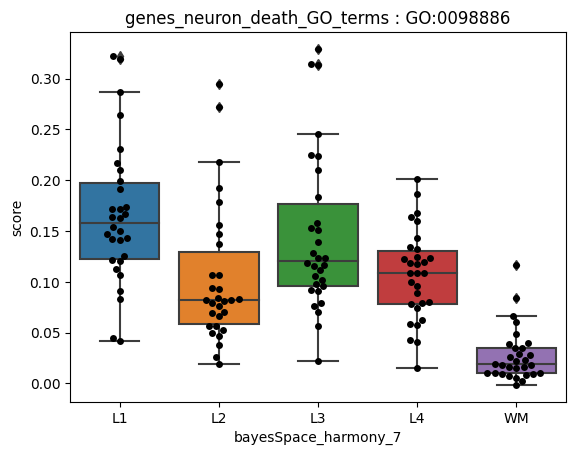 genes_neuron_death_GO_terms : GO:0098886
score
0.30
0.25
0.20
0.15
0.10
0.05
0.00
L1 L2 L3 L4 WM
bayesSpace_harmony_7